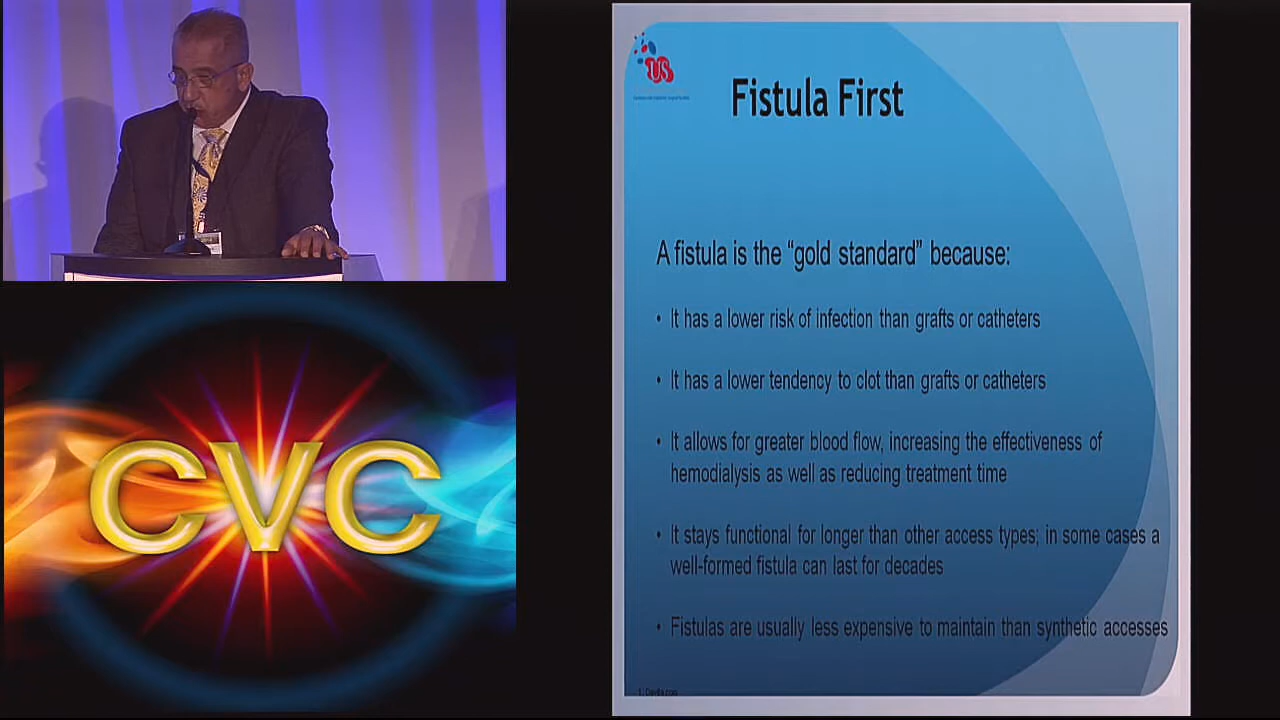 CVC
US
Fistula First
A fistula is the “gold standard” because:
• It has a lower risk of infection than grafts or catheters
• It has a lower tendency to clot than grafts or catheters
• It allows for greater blood flow, increasing the effectiveness of
hemodialysis as well as reducing treatment time
• It stays functional for longer than other access types; in some cases a
well-formed fistula can last for decades
• Fistulas are usually less expensive to maintain than synthetic accesses